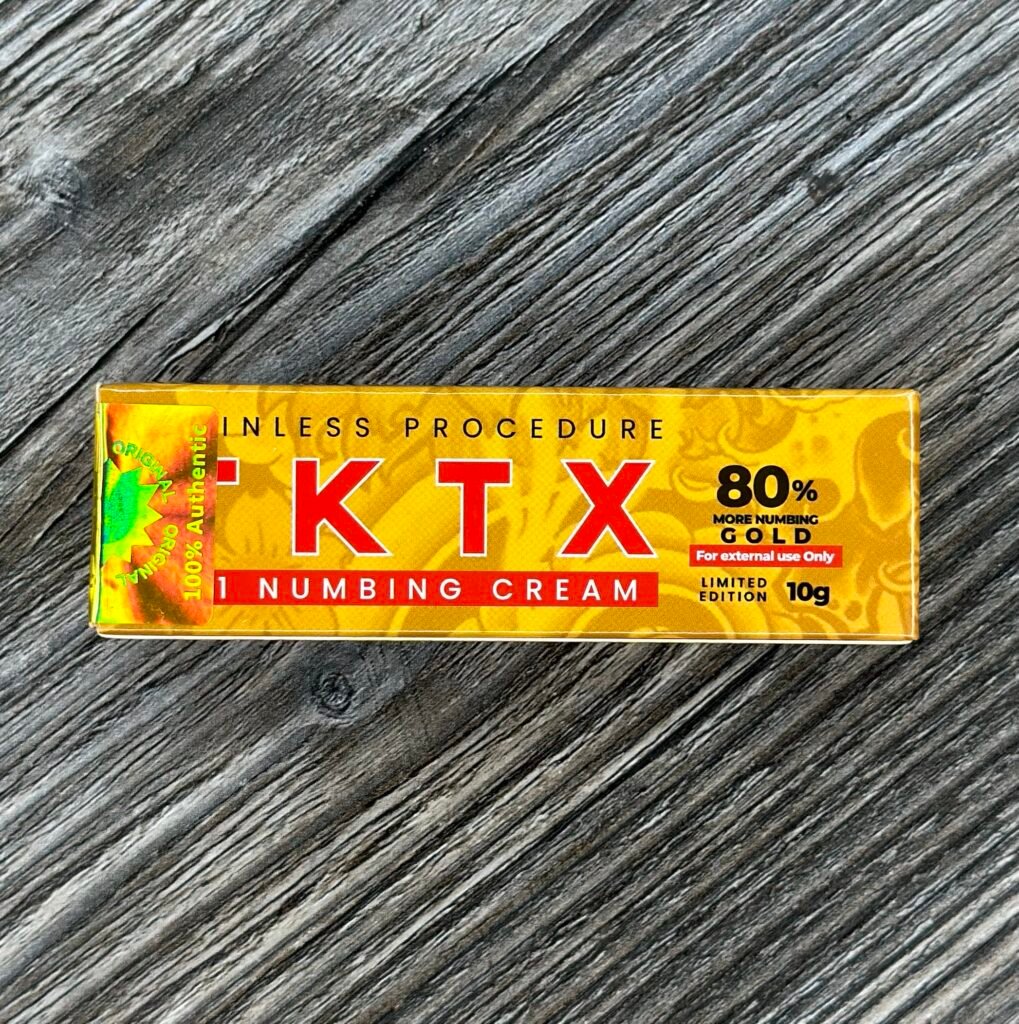 INLESS PROCEDURE
TKTX
1 NUMBING CREAM
80%
MORE NUMBING
GOLD
For external use Only
LIMITED
EDITION
10g
ORIGINAL
ORIGINAL
100% Authentic